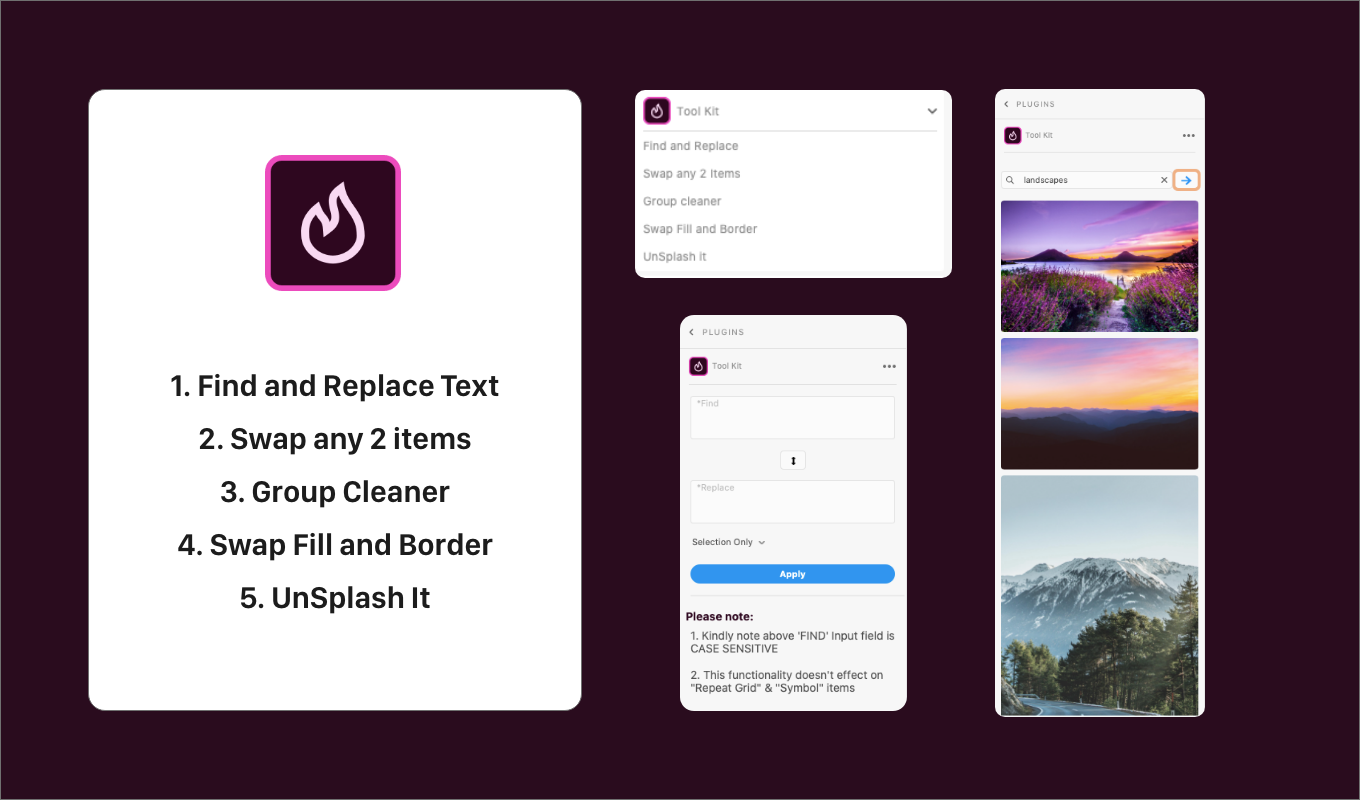 1. Find and Replace Text
2. Swap any 2 items
3. Group Cleaner
4. Swap Fill and Border
5. UnSplash It
Tool Kit
Find and Replace
Swap any 2 Items
Group cleaner
Swap Fill and Border
UnSplash it
PLUGINS
Tool Kit
*Find
*Replace
Selection Only
Apply
Please note:
1. Kindly note above 'FIND' Input field is
CASE SENSITIVE
2. This functionality doesn't effect on
"Repeat Grid" & "Symbol" items
PLUGINS
Tool Kit
landscapes